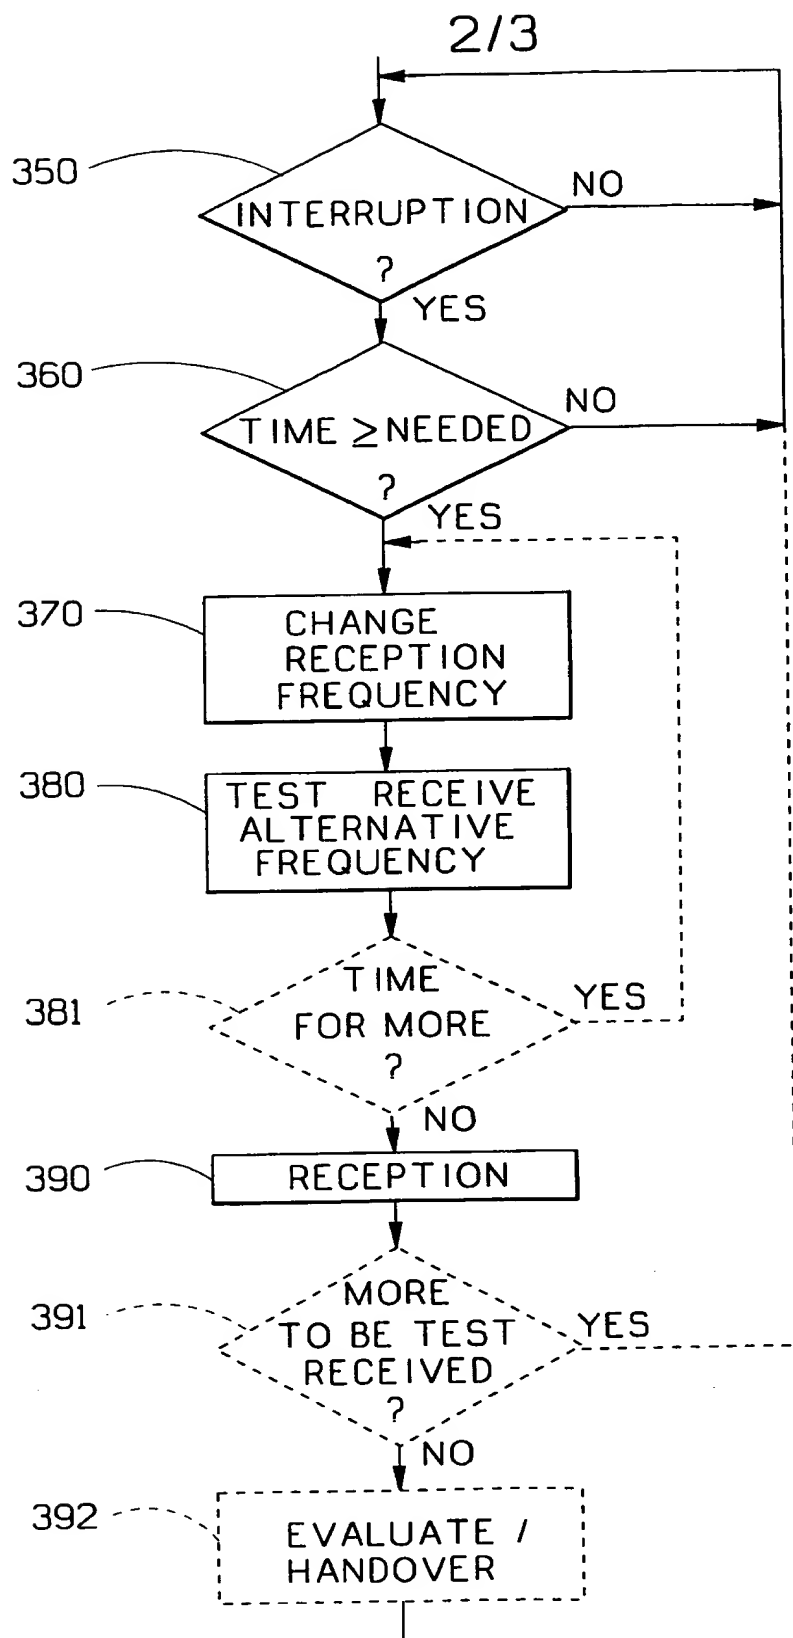 2/3
350
INTERRUPTION
?
NO
YES
360
TIME ≥ NEEDED
?
NO
YES
370
CHANGE
RECEPTION
FREQUENCY
380
TEST RECEIVE
ALTERNATIVE
FREQUENCY
381
TIME
FOR MORE
?
YES
NO
390
RECEPTION
391
MORE
TO BE TEST
RECEIVED
?
YES
NO
392
EVALUATE /
HANDOVER